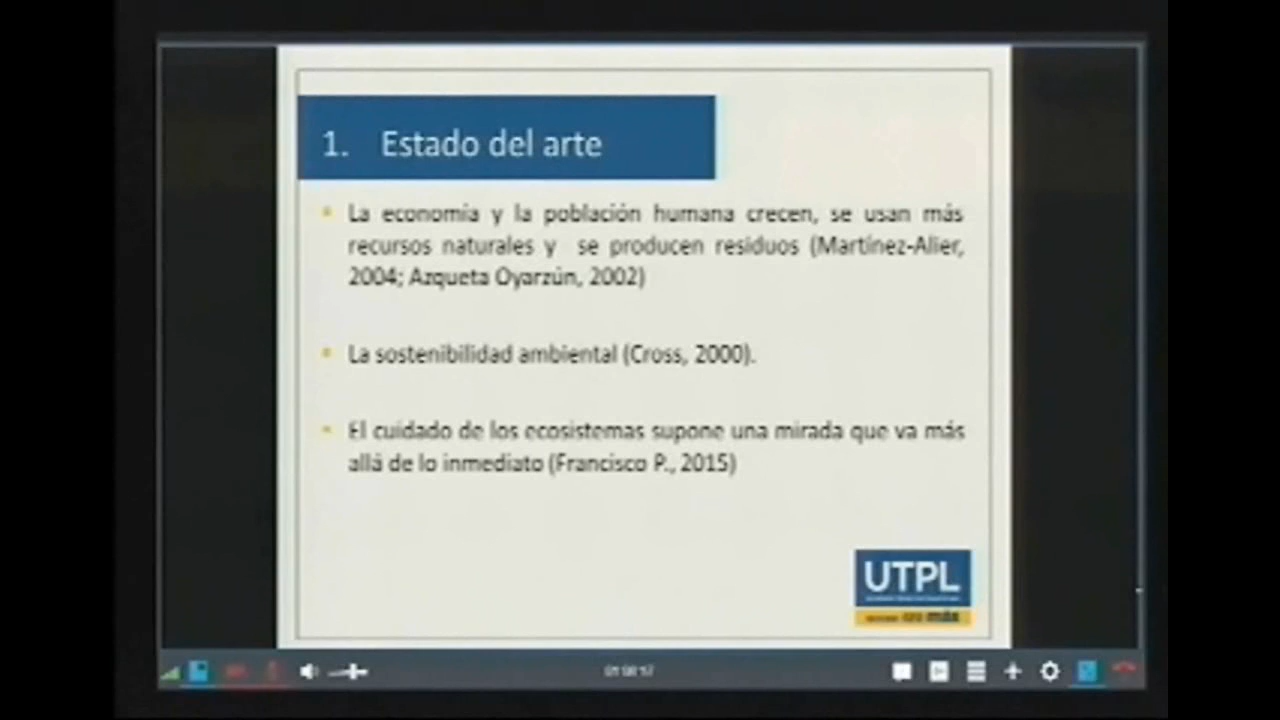 1. Estado del arte
La economía y la población humana crecen, se usan más
recursos naturales y se producen residuos (Martínez-Alier,
2004; Azqueta Oyarzún, 2002)
La sostenibilidad ambiental (Cross, 2000).
El cuidado de los ecosistemas supone una mirada que va más
allá de lo inmediato (Francisco P., 2015)
UTPL
más